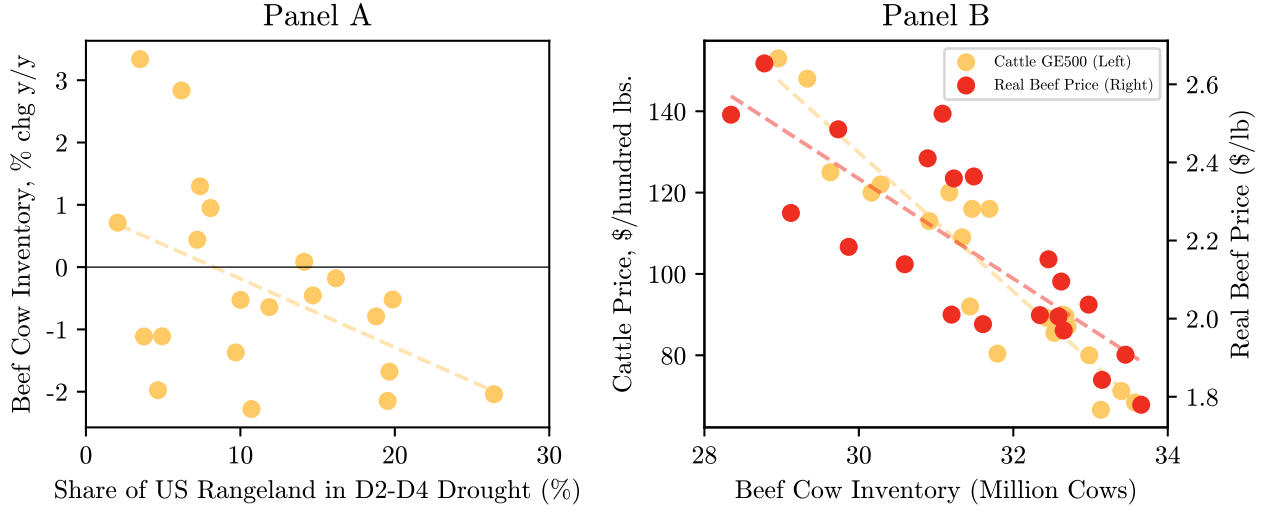 Panel A
Beef Cow Inventory, % chg y/y
3
2
1
0
-1
-2
0
10
20
30
Share of US Rangeland in D2-D4 Drought (%)
Panel B
Cattle GE500 (Left)
Real Beef Price (Right)
Cattle Price, $/hundred lbs.
140
120
100
80
2.6
2.4
2.2
2.0
1.8
Real Beef Price ($/lb)
28
30
32
34
Beef Cow Inventory (Million Cows)